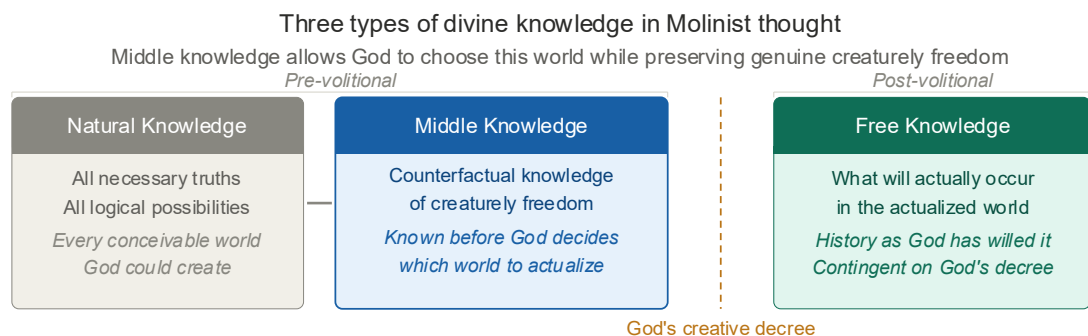 Three types of divine knowledge in Molinist thought
Middle knowledge allows God to choose this world while preserving genuine creaturely freedom
Pre-volitional
Post-volitional
Natural Knowledge
All necessary truths
All logical possibilities
Every conceivable world
God could create
Middle Knowledge
Counterfactual knowledge
of creaturely freedom
Known before God decides
which world to actualize
God's creative decree
Free Knowledge
What will actually occur
in the actualized world
History as God has willed it
Contingent on God's decree